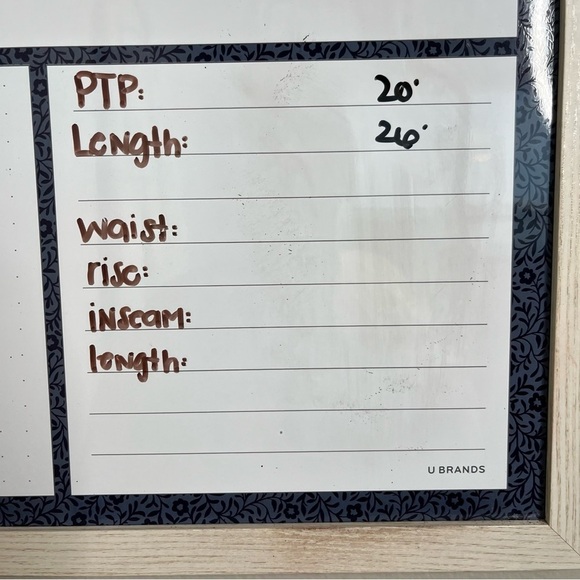 PTP: 20"
Length: 26"
waist:
rise:
inseam:
length:
U BRANDS